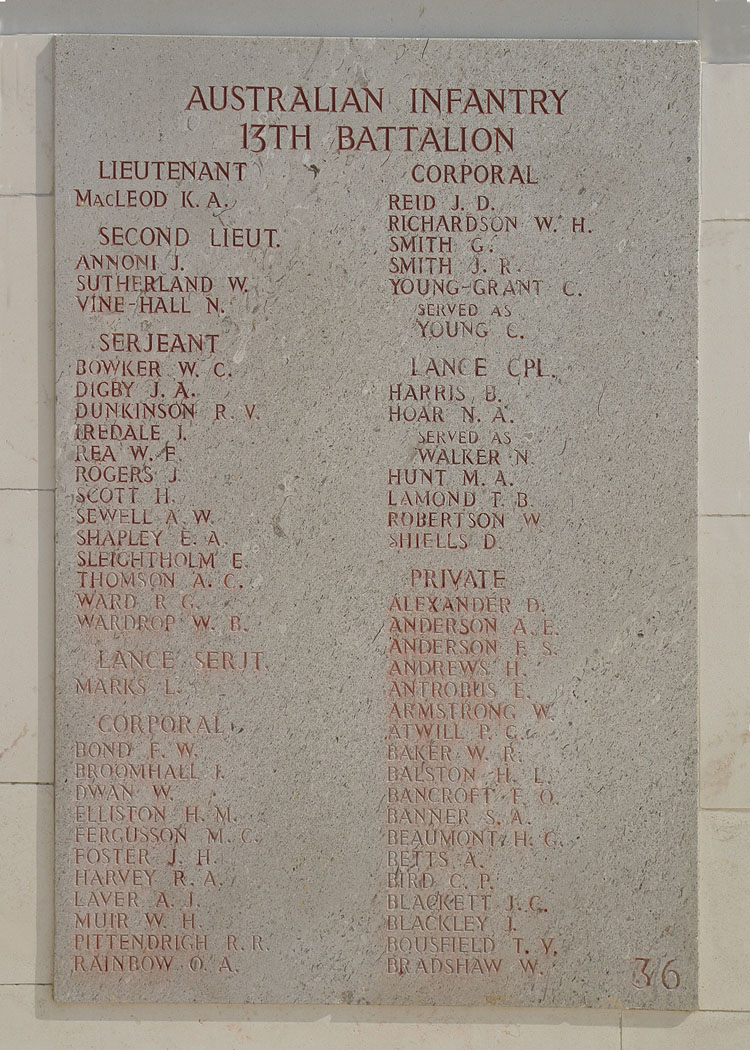 AUSTRALIAN INFANTRY
13TH BATTALION
LIEUTENANT
MacLEOD K. A.
SECOND LIEUT.
ANNONI J.
SUTHERLAND W.
VINE-HALL N.
SERJEANT
BOWKER W. C.
DIGBY J. A.
DUNKINSON R. V.
IREDALE J.
REA W. F.
ROGERS J.
SCOTT H.
SEWELL A. W.
SHAPLEY E. A.
SLEIGHTHOLM E.
THOMSON A. C.
WARD R. G.
WARDROP W. B.
LANCE SERJT.
MARKS L.
CORPORAL
BOND F. W.
BROOMHALL J.
DWAN W.
ELLISTON H. M.
FERGUSSON M. C.
FOSTER J. H.
HARVEY R. A.
LAVER A. J.
MUIR W. H.
PITTENDRIGH R. R.
RAINBOW O. A.
CORPORAL
REID J. D.
RICHARDSON W. H.
SMITH G.
SMITH J. R.
YOUNG-GRANT C.
SERVED AS
YOUNG C.
LANCE CPL.
HARRIS B.
HOAR N. A.
SERVED AS
WALKER N.
HUNT M. A.
LAMOND T. B.
ROBERTSON W.
SHIELLS D.
PRIVATE
ALEXANDER D.
ANDERSON A. E.
ANDERSON F. S.
ANDREWS H.
ANTROBUS E.
ARMSTRONG W.
ATWILL P. C.
BAKER W. R.
BALSTON H. L.
BANCROFT F. O.
BANNER S. A.
BEAUMONT H. G.
BETTS A.
BIRD C. P.
BLACKETT J. G.
BLACKLEY J.
BOUSFIELD T. V.
BRADSHAW W.
36